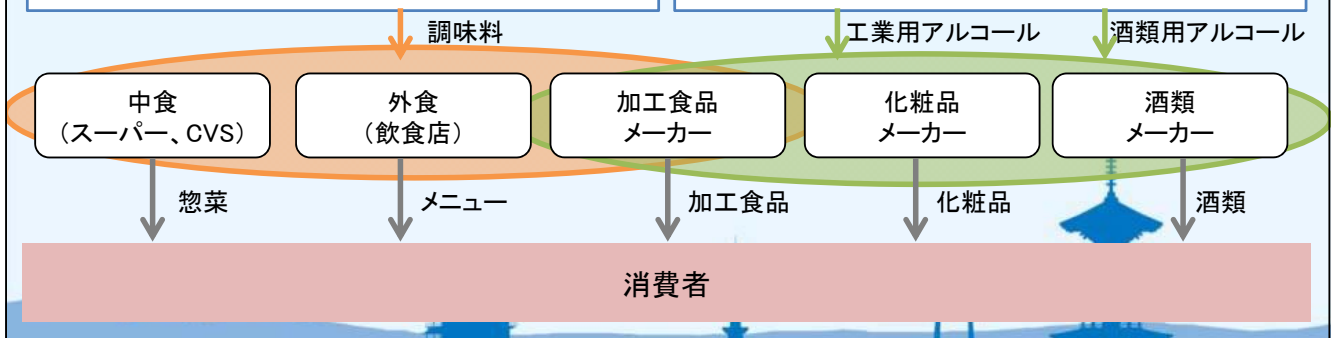 調味料
工業用アルコール
酒類用アルコール
中食
（スーパー、CVS）
外食
（飲食店）
加工食品
メーカー
化粧品
メーカー
酒類
メーカー
惣菜
メニュー
加工食品
化粧品
酒類
消費者